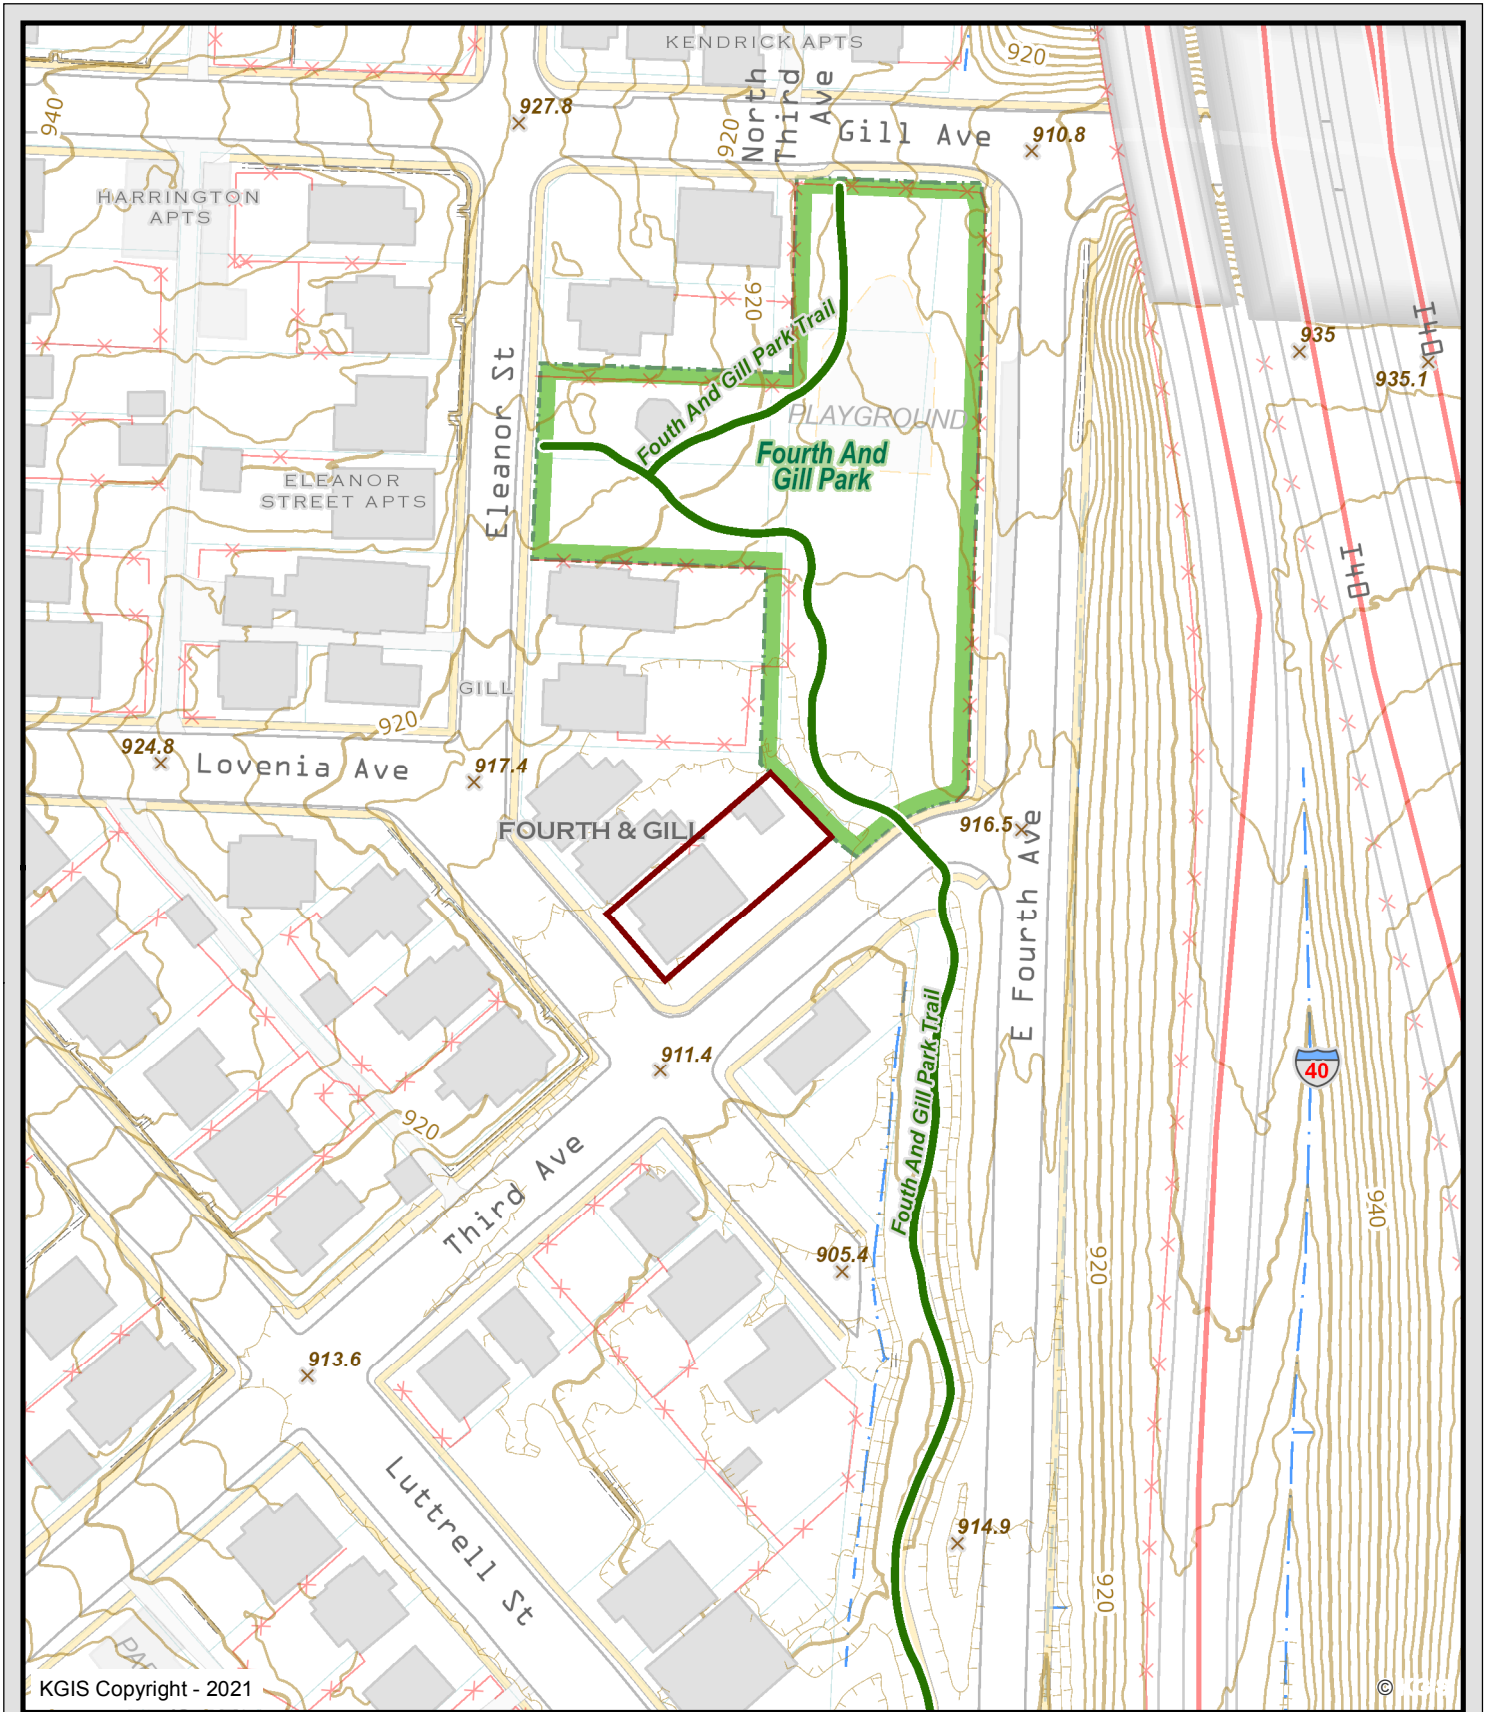 KENDRICK APTS
920
940
927.8
920
North
Third
Ave
Gill Ave
910.8
HARRINGTON
APTS
920
Fouth And Gill Park Trail
I40
935
935.1
Eleanor St
PLAYGROUND
Fourth And
Gill Park
ELEANOR
STREET APTS
I40
GILL
920
924.8
Lovenia Ave
917.4
FOURTH & GILL
916.5
E Fourth Ave
Fouth And Gill Park Trail
911.4
40
920
Third Ave
905.4
920
940
913.6
Luttrell St
914.9
920
KGIS Copyright - 2021
©